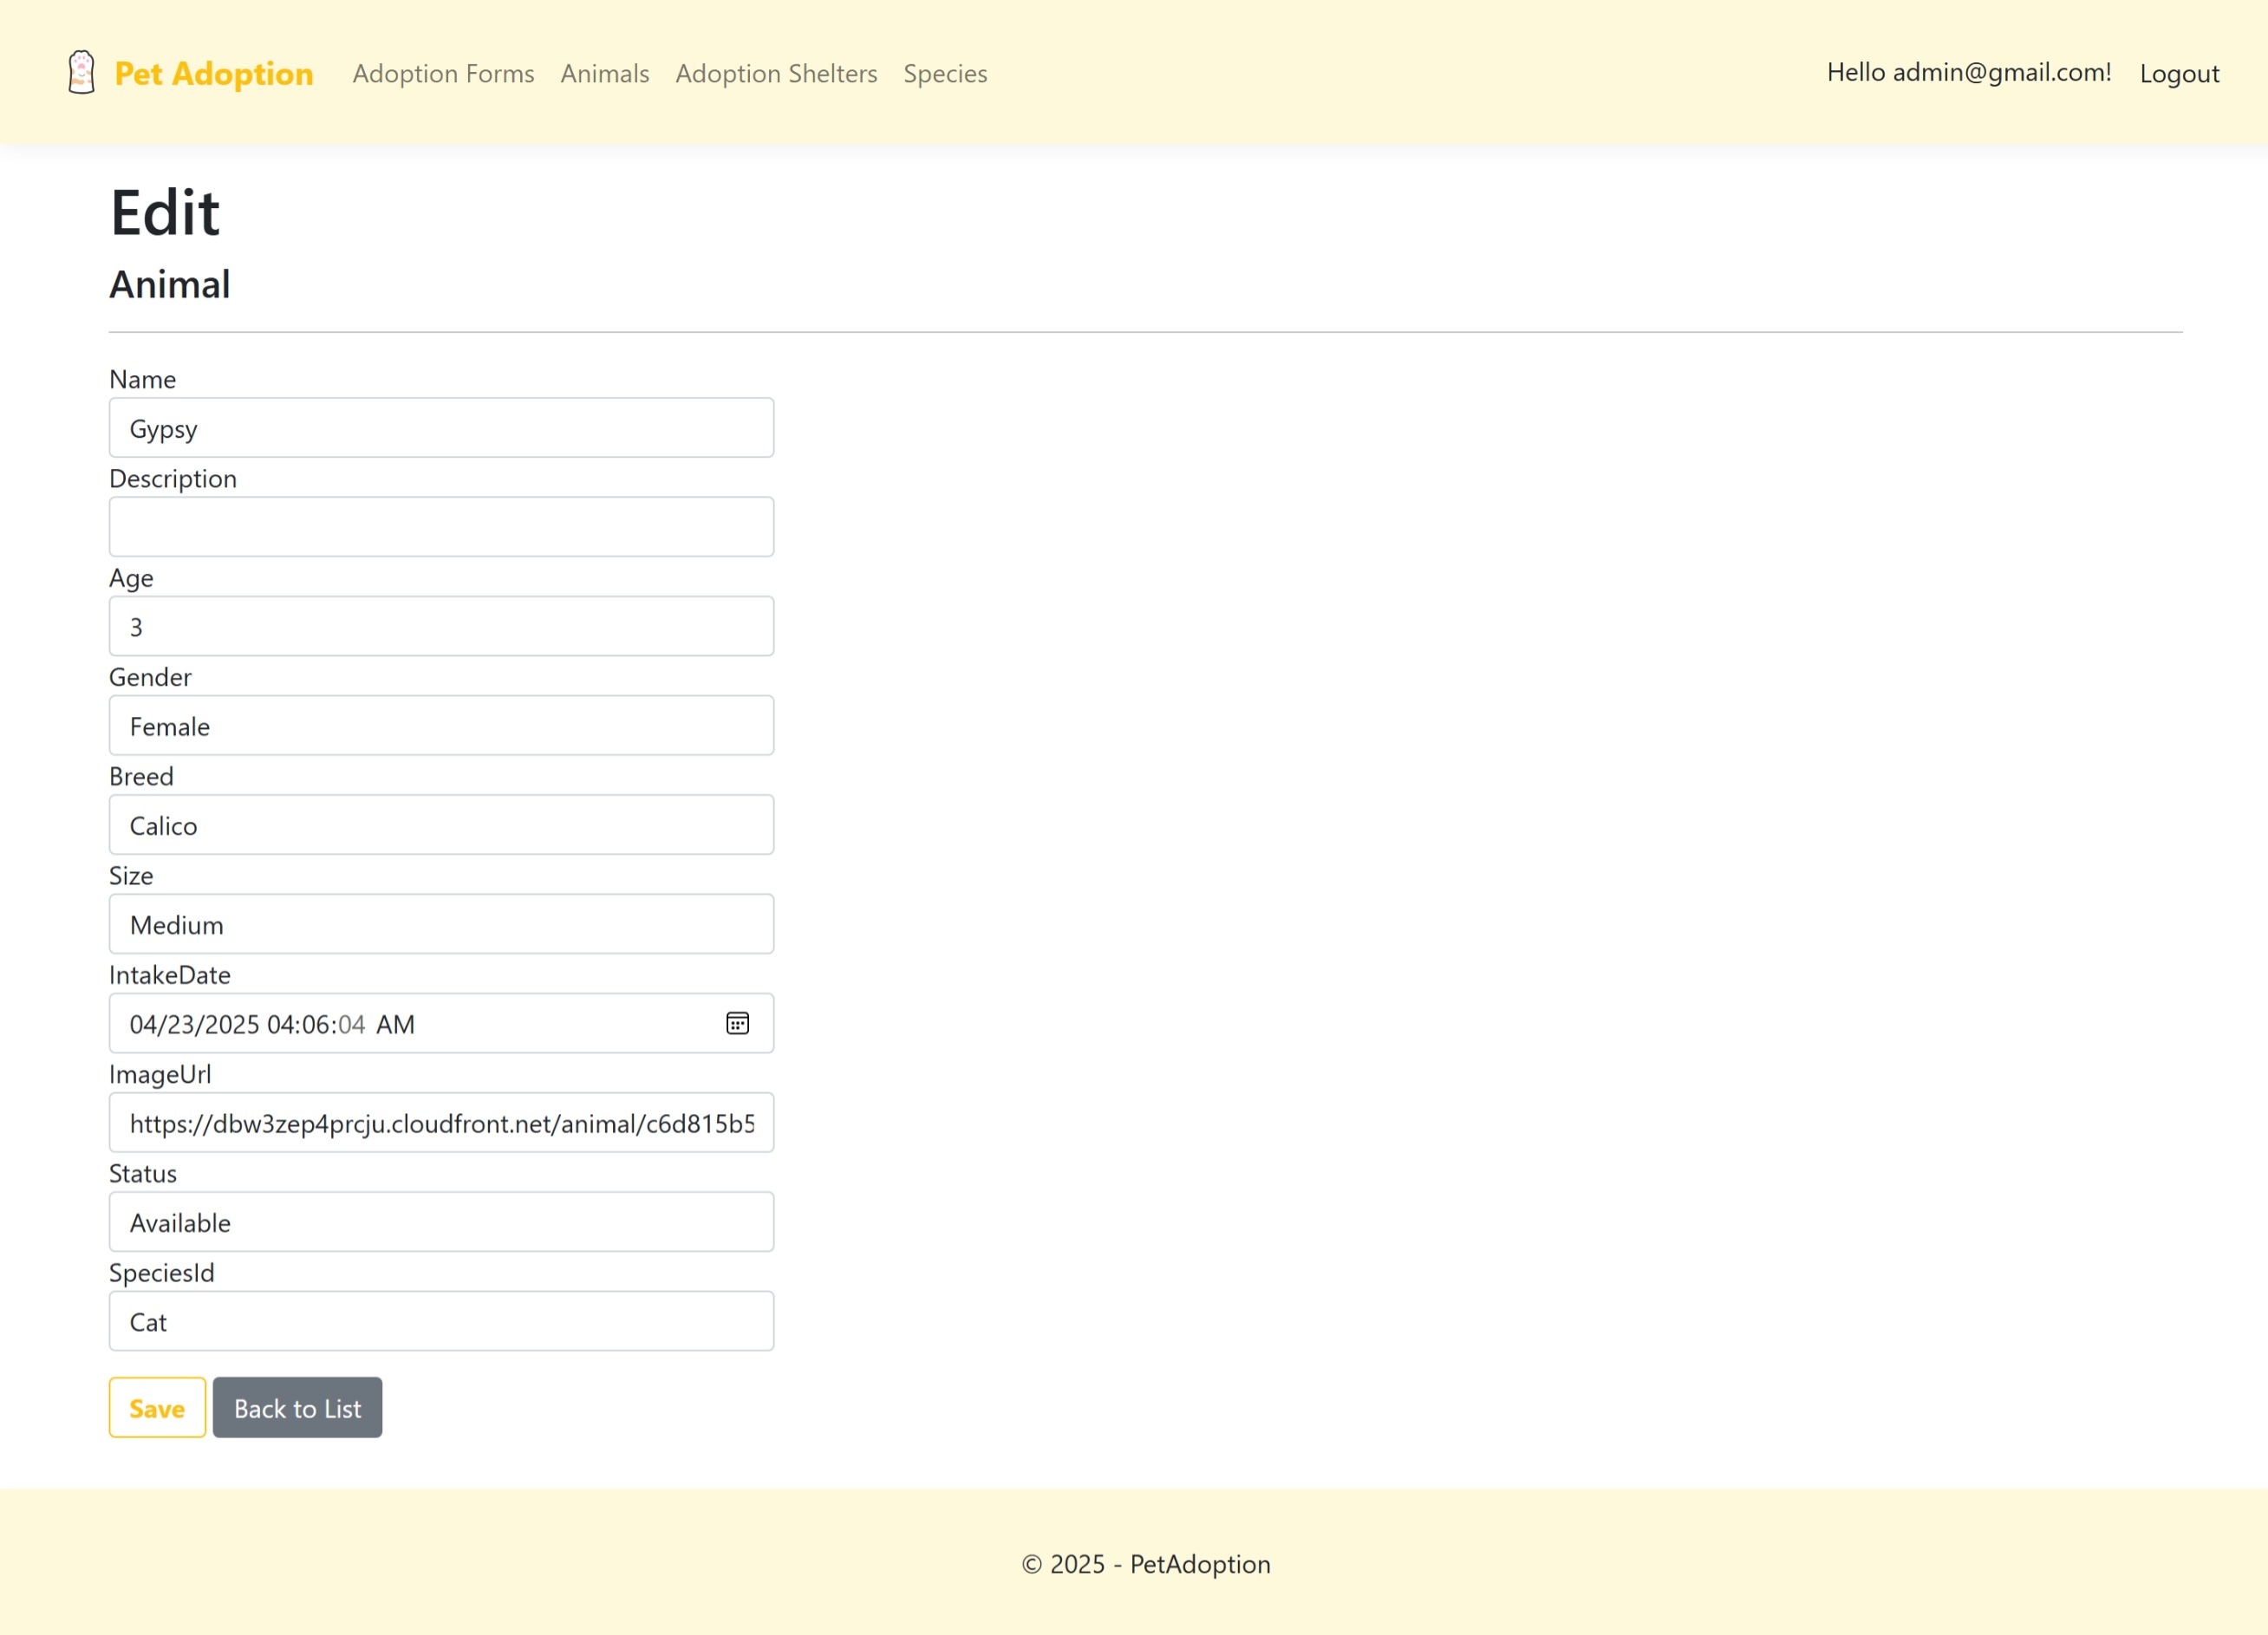 Pet Adoption Adoption Forms Animals Adoption Shelters Species Hello admin@gmail.com! Logout
Edit
Animal
Name
Gypsy
Description
Age
3
Gender
Female
Breed
Calico
Size
Medium
IntakeDate
04/23/2025 04:06:04 AM
ImageUrl
https://dbw3zep4prcju.cloudfront.net/animal/c6d815b5
Status
Available
SpeciesId
Cat
Save Back to List
© 2025 - PetAdoption